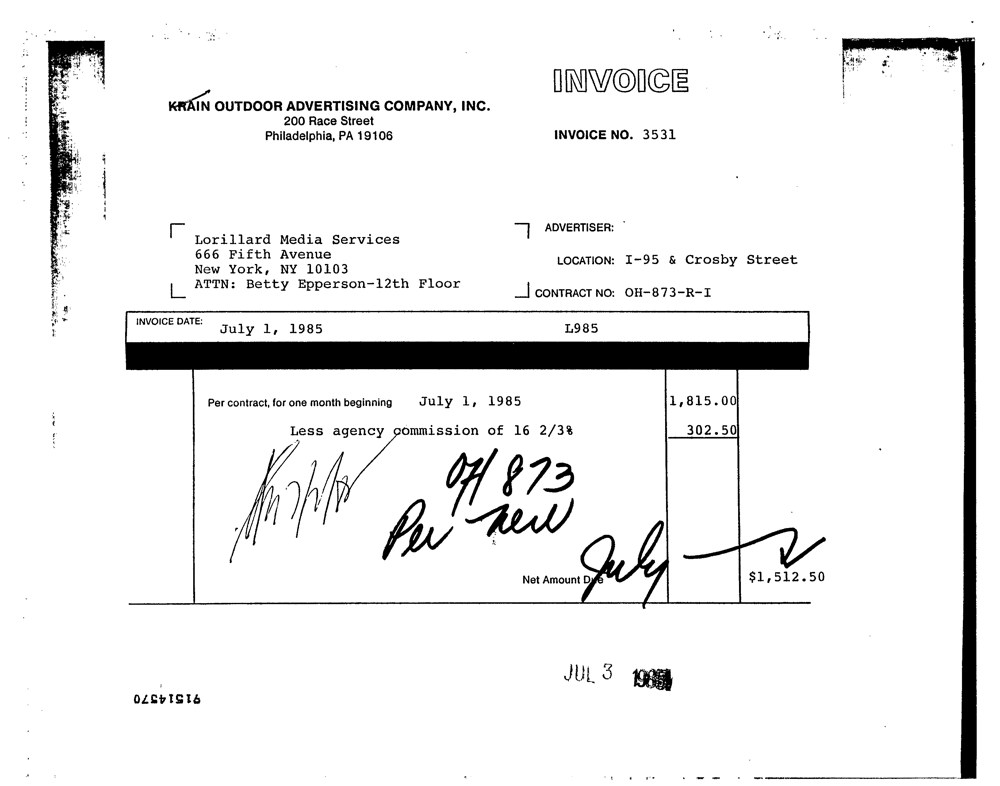 INVOICE
KRAIN OUTDOOR ADVERTISING COMPANY, INC.
200 Race Street
Philadelphia, PA 19106
INVOICE NO. 3531
Lorillard Media Services
666 Fifth Avenue
New York, NY 10103
ATTN: Betty Epperson-12th Floor
ADVERTISER:
LOCATION: I-95 & Crosby Street
CONTRACT NO: OH-873-R-I
INVOICE DATE: July 1, 1985 L985
Per contract, for one month beginning July 1, 1985 1,815.00
Less agency commission of 16 2/3% 302.50
OH 873
Per new
July
Net Amount Due $1,512.50
JUL 3 1985
91514570